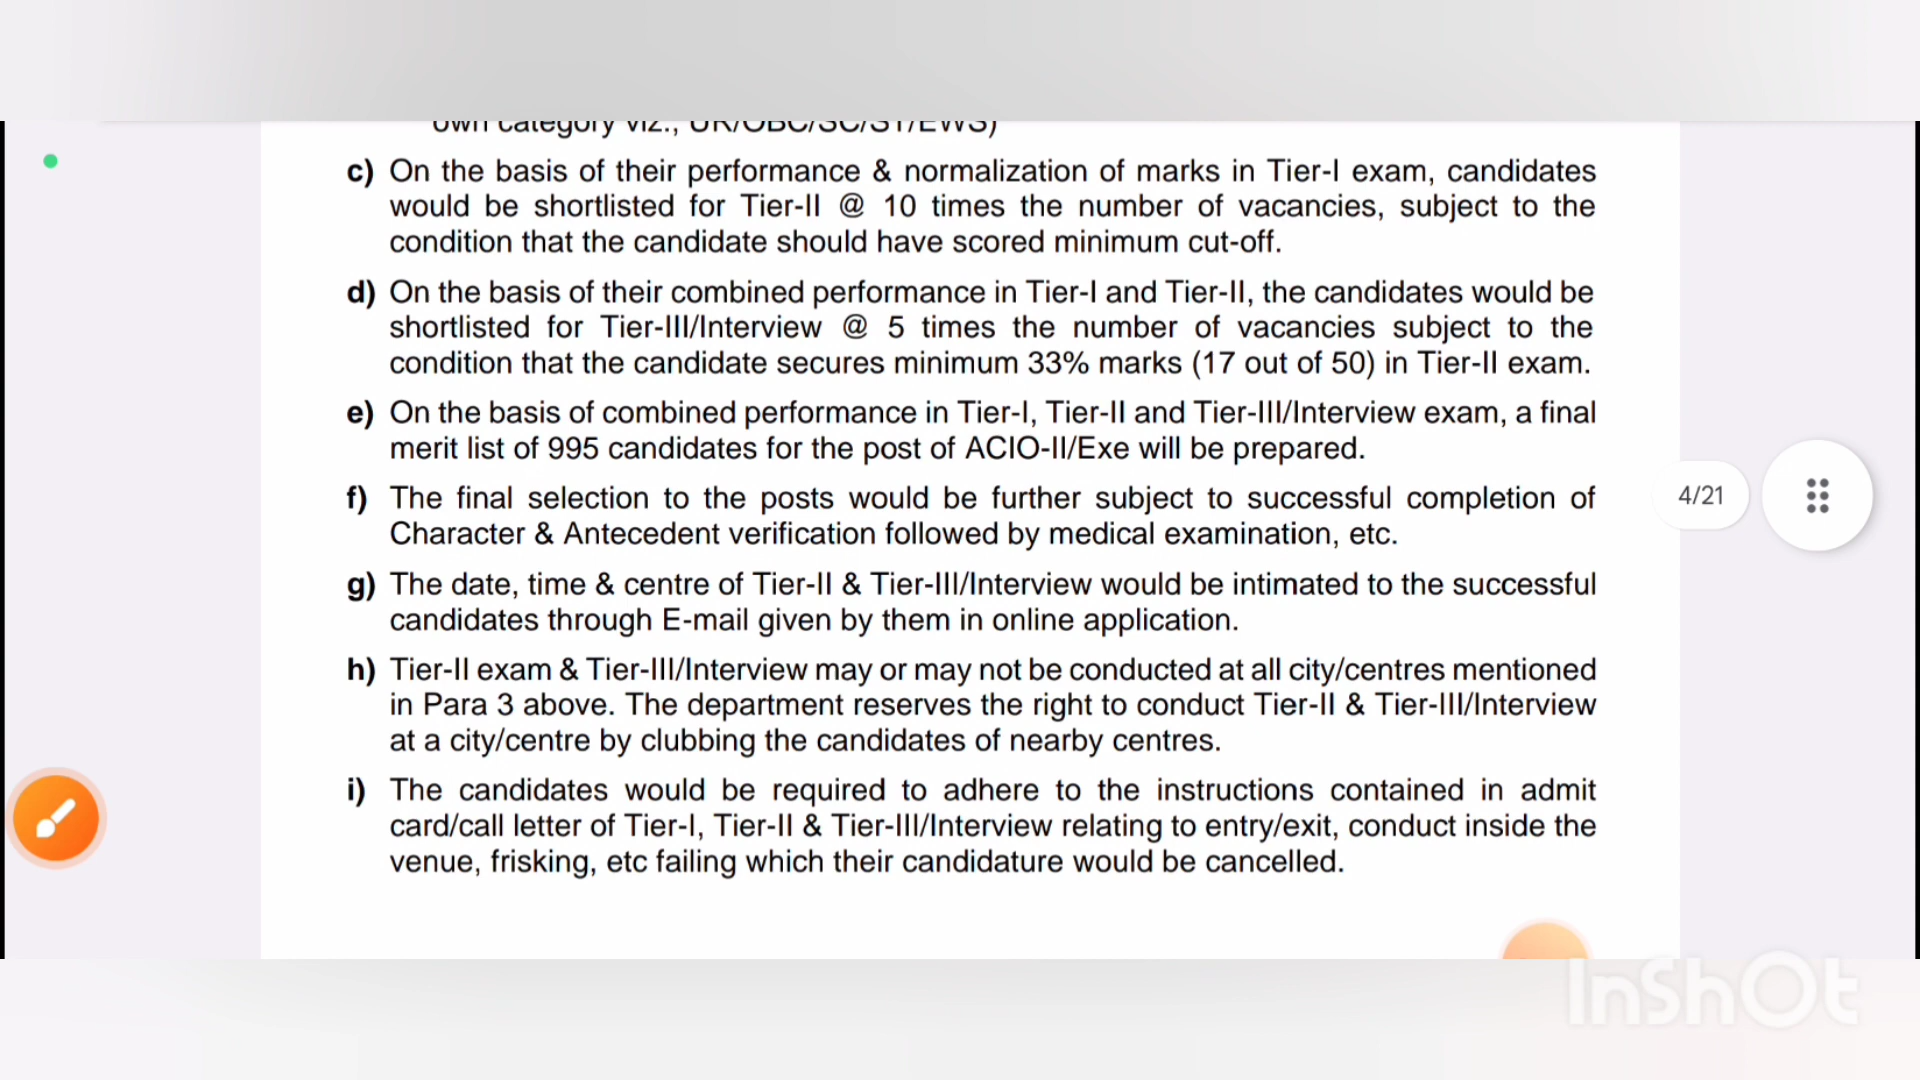 own category viz., UR/OBC/SC/ST/EWS)
c) On the basis of their performance & normalization of marks in Tier-I exam, candidates
would be shortlisted for Tier-II @ 10 times the number of vacancies, subject to the
condition that the candidate should have scored minimum cut-off.
d) On the basis of their combined performance in Tier-I and Tier-II, the candidates would be
shortlisted for Tier-III/Interview @ 5 times the number of vacancies subject to the
condition that the candidate secures minimum 33% marks (17 out of 50) in Tier-II exam.
e) On the basis of combined performance in Tier-I, Tier-II and Tier-III/Interview exam, a final
merit list of 995 candidates for the post of ACIO-II/Exe will be prepared.
f) The final selection to the posts would be further subject to successful completion of
Character & Antecedent verification followed by medical examination, etc.
4/21
g) The date, time & centre of Tier-II & Tier-III/Interview would be intimated to the successful
candidates through E-mail given by them in online application.
h) Tier-II exam & Tier-III/Interview may or may not be conducted at all city/centres mentioned
in Para 3 above. The department reserves the right to conduct Tier-II & Tier-III/Interview
at a city/centre by clubbing the candidates of nearby centres.
i) The candidates would be required to adhere to the instructions contained in admit
card/call letter of Tier-I, Tier-II & Tier-III/Interview relating to entry/exit, conduct inside the
venue, frisking, etc failing which their candidature would be cancelled.
InShOt